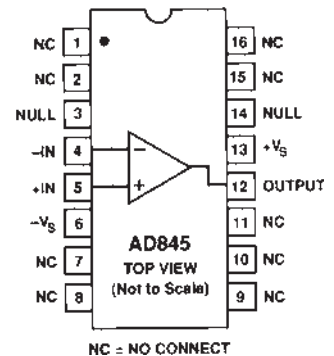 NC 1 16 NC
NC 2 15 NC
NULL 3 14 NULL
–IN 4 – 13 +VS
+IN 5 + 12 OUTPUT
–VS 6 11 NC
AD845
NC 7 TOP VIEW 10 NC
NC 8 (Not to Scale) 9 NC
NC = NO CONNECT